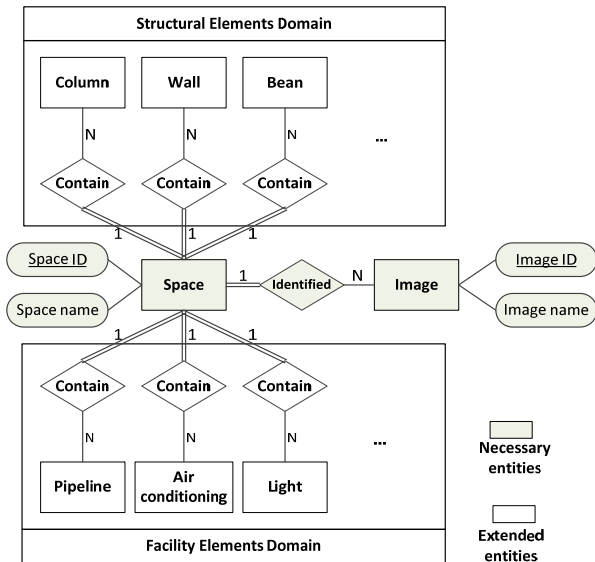 Structural Elements Domain
Column
Wall
Bean
N
N
N
...
Contain
Contain
Contain
1
1
1
Space ID
Space name
Space
1
Identified
N
Image
Image ID
Image name
1
1
1
Contain
Contain
Contain
N
N
N
...
Pipeline
Air
conditioning
Light
Facility Elements Domain
Necessary
entities
Extended
entities